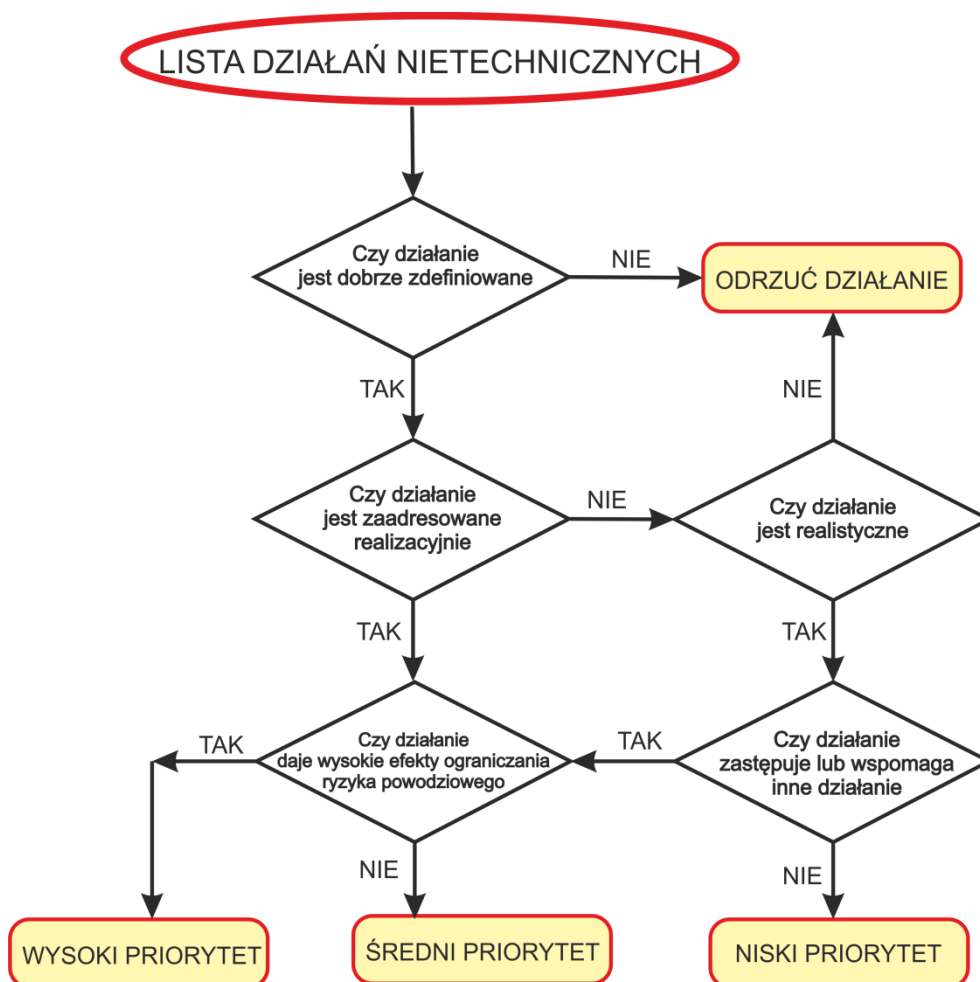 LISTA DZIAŁAŃ NIETECHNICZNYCH
Czy działanie
jest dobrze zdefiniowane
NIE
ODRZUĆ DZIAŁANIE
TAK
NIE
Czy działanie
jest zaadresowane
realizacyjnie
NIE
Czy działanie
jest realistyczne
TAK
TAK
Czy działanie
daje wysokie efekty ograniczania
ryzyka powodziowego
TAK
TAK
Czy działanie
zastępuje lub wspomaga
inne działanie
NIE
NIE
WYSOKI PRIORYTET
ŚREDNI PRIORYTET
NISKI PRIORYTET